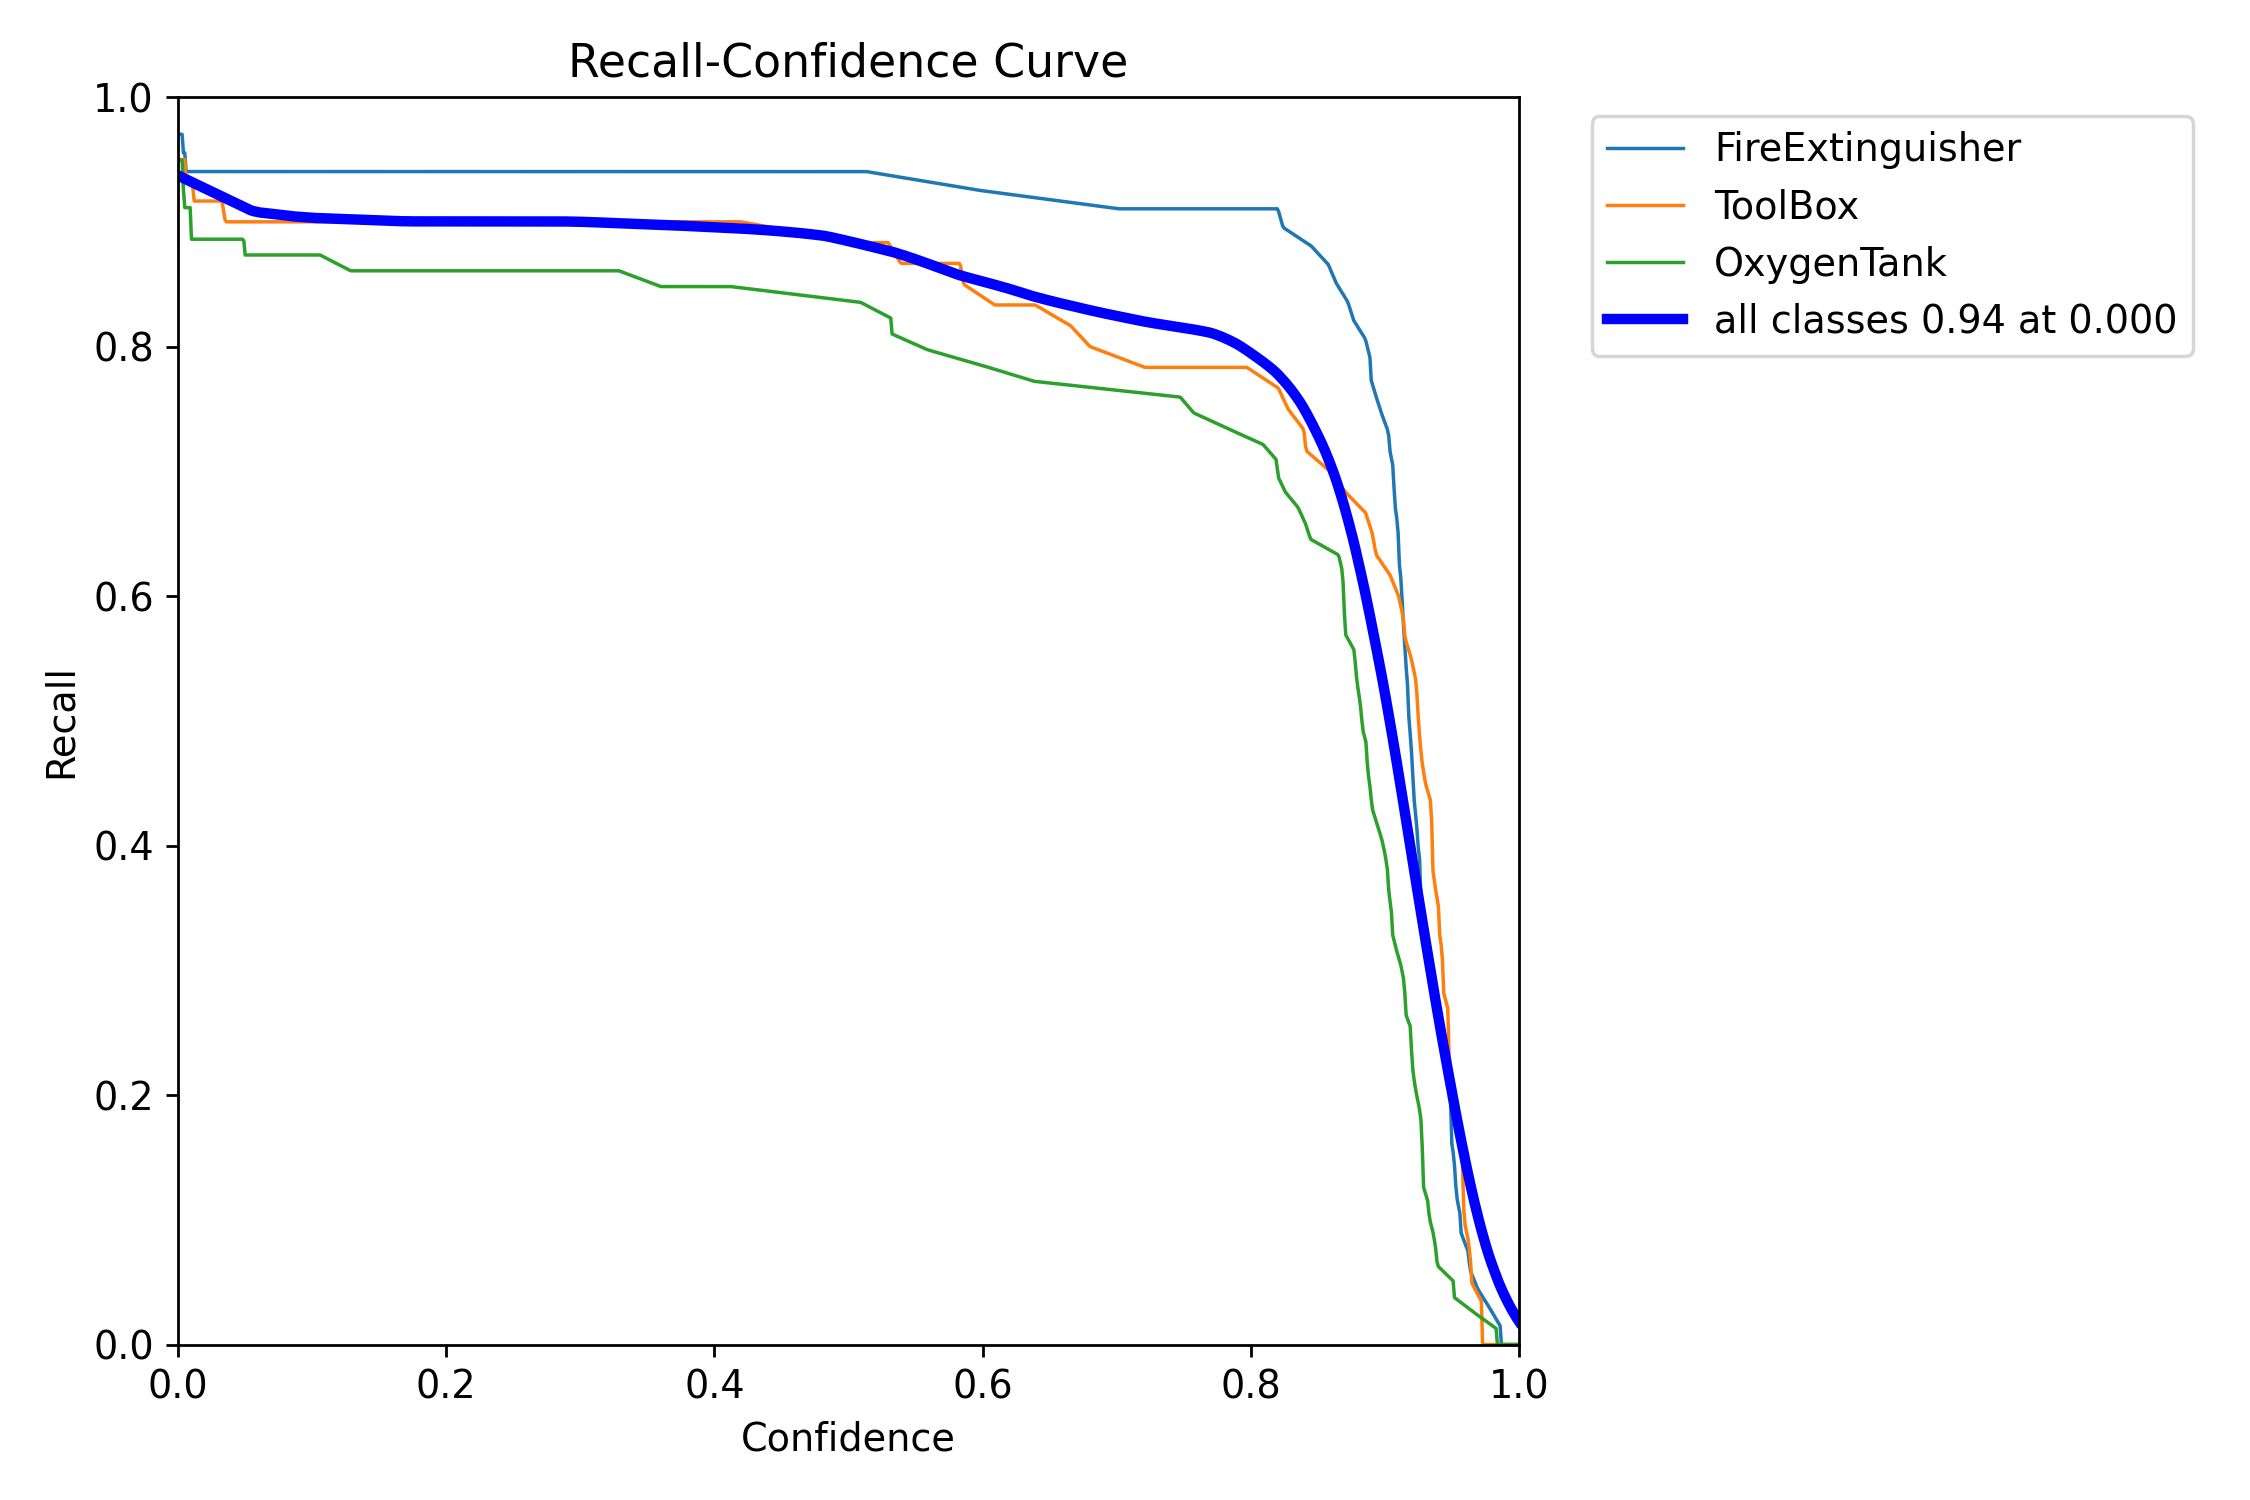 Recall-Confidence Curve
1.0
0.8
0.6
0.4
0.2
0.0
Recall
0.0 0.2 0.4 0.6 0.8 1.0
Confidence
FireExtinguisher
ToolBox
OxygenTank
all classes 0.94 at 0.000